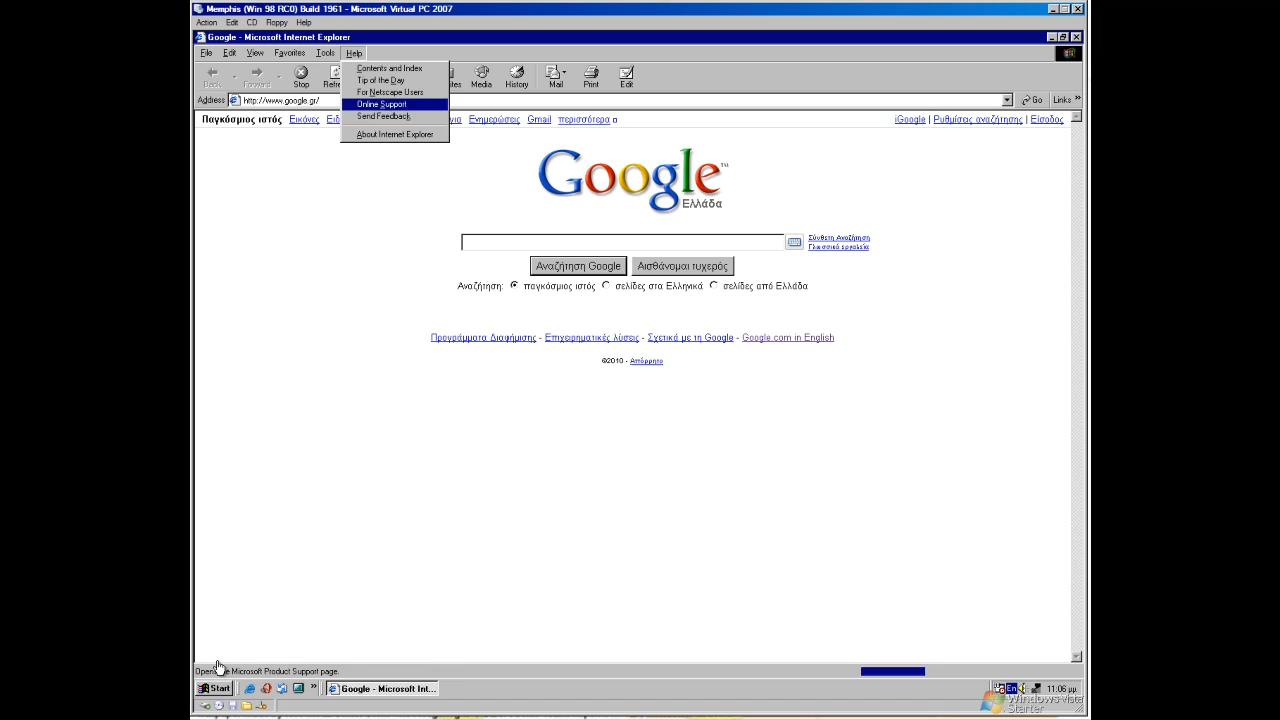 Memphis (Win 98 RC0) Build 1961 - Microsoft Virtual PC 2007
Action Edit CD Floppy Help
Google - Microsoft Internet Explorer
File Edit View Favorites Tools Help
Back Forward Stop Media History Mail Print Edit
Contents and Index
Tip of the Day
For Netscape Users
Online Support
Send Feedback
About Internet Explorer
Address http://www.google.gr/ Go Links »
Παγκόσμιος ιστός Εικόνες Ενημερώσεις Gmail περισσότερα iGoogle | Ρυθμίσεις αναζήτησης | Είσοδος
Google™
Ελλάδα
Σύνθετη Αναζήτηση
Γλωσσικά εργαλεία
Αναζήτηση Google Αισθάνομαι τυχερός
Αναζήτηση: παγκόσμιος ιστός σελίδες στα Ελληνικά σελίδες από Ελλάδα
Προγράμματα Διαφήμισης - Επιχειρηματικές λύσεις - Σχετικά με τη Google - Google.com in English
©2010 - Απόρρητο
Microsoft Product Support page.
Start » Google - Microsoft Int... En 11:06 μμ
Windows Vista
Starter